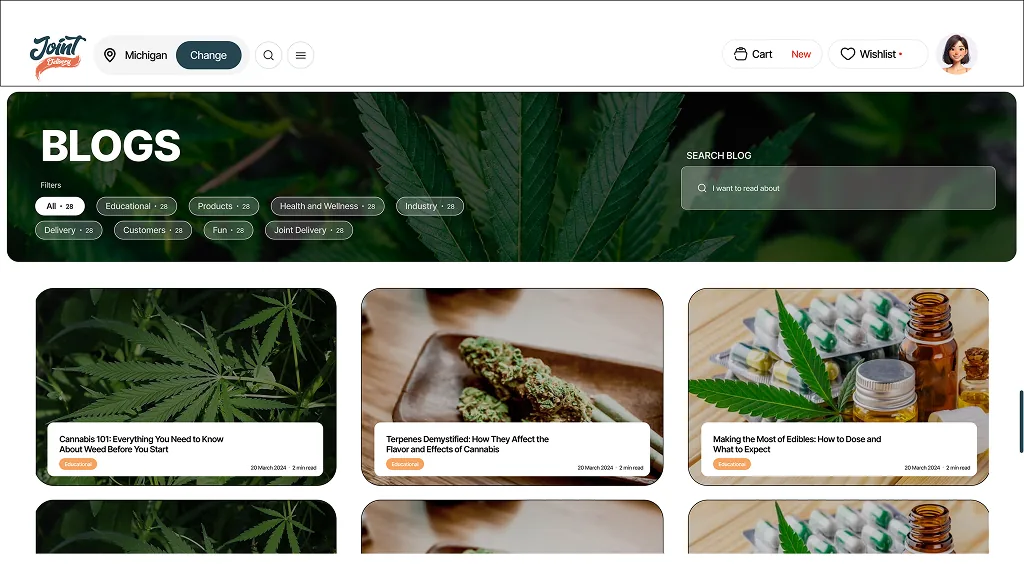 Joint
Delivery
Michigan
Change
Cart
New
Wishlist
BLOGS
Filters
All • 28
Educational • 28
Products • 28
Health and Wellness • 28
Industry • 28
Delivery • 28
Customers • 28
Fun • 28
Joint Delivery • 28
SEARCH BLOG
I want to read about
Cannabis 101: Everything You Need to Know
About Weed Before You Start
Educational
20 March 2024 • 2 min read
Terpenes Demystified: How They Affect the
Flavor and Effects of Cannabis
Educational
20 March 2024 • 2 min read
Making the Most of Edibles: How to Dose and
What to Expect
Educational
20 March 2024 • 2 min read